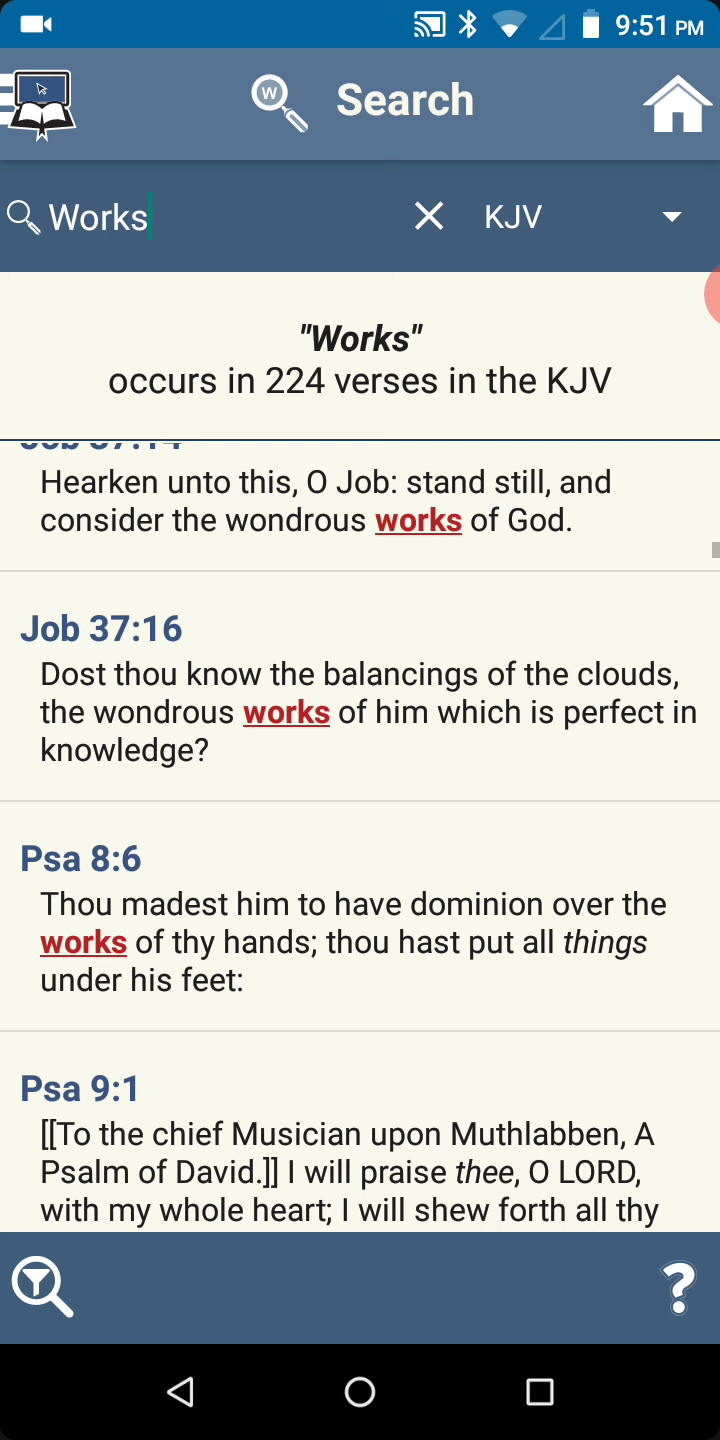 9:51 PM
W
Search
Works
KJV
"Works"
occurs in 224 verses in the KJV
Job 37:14
Hearken unto this, O Job: stand still, and
consider the wondrous works of God.
Job 37:16
Dost thou know the balancings of the clouds,
the wondrous works of him which is perfect in
knowledge?
Psa 8:6
Thou madest him to have dominion over the
works of thy hands; thou hast put all things
under his feet:
Psa 9:1
[[To the chief Musician upon Muthlabben, A
Psalm of David.]] I will praise thee, O LORD,
with my whole heart; I will shew forth all thy
?